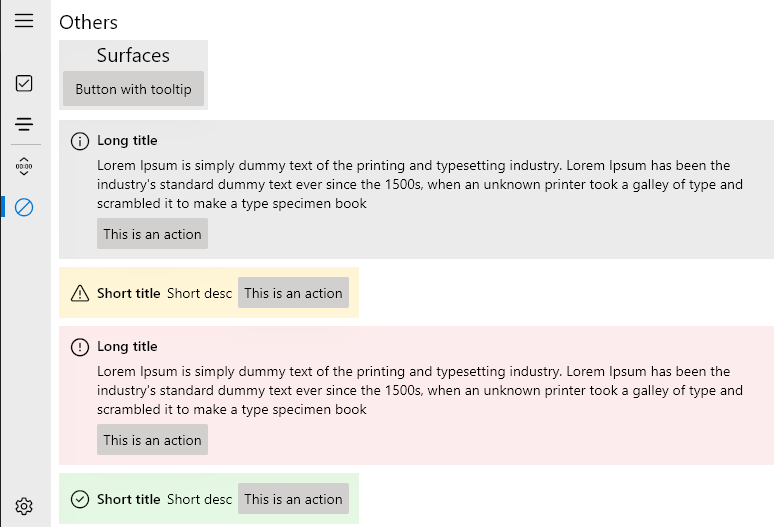 Others
Surfaces
Button with tooltip
Long title
Lorem Ipsum is simply dummy text of the printing and typesetting industry. Lorem Ipsum has been the
industry's standard dummy text ever since the 1500s, when an unknown printer took a galley of type and
scrambled it to make a type specimen book
This is an action
00:00
Short title Short desc This is an action
Long title
Lorem Ipsum is simply dummy text of the printing and typesetting industry. Lorem Ipsum has been the
industry's standard dummy text ever since the 1500s, when an unknown printer took a galley of type and
scrambled it to make a type specimen book
This is an action
Short title Short desc This is an action